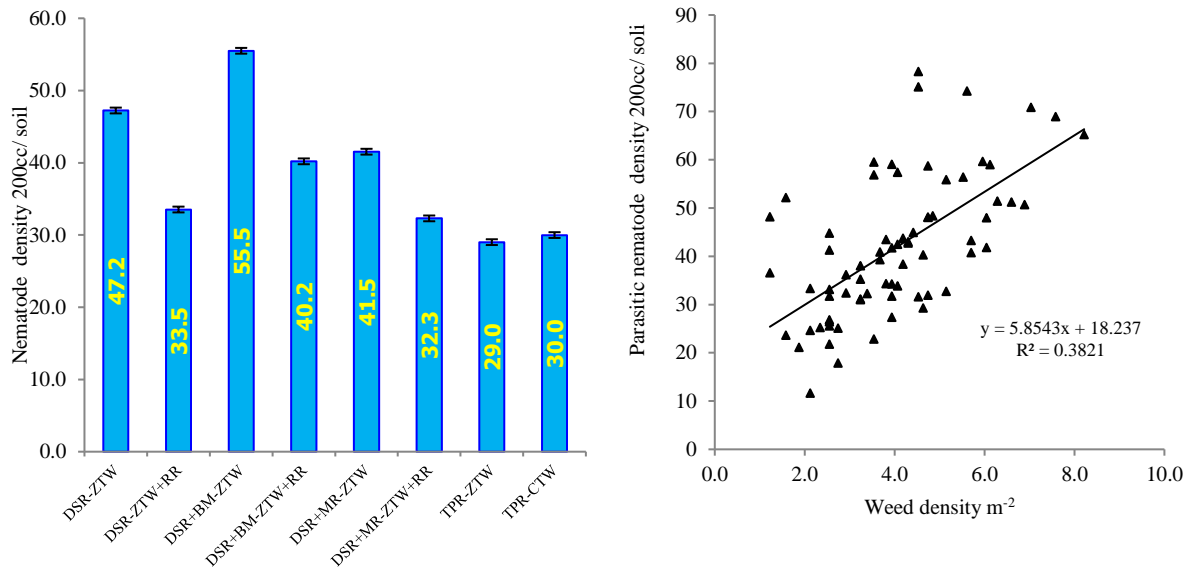 60.0
50.0
40.0
30.0
20.0
10.0
0.0
Nematode density 200cc/ soil
47.2
33.5
55.5
40.2
41.5
32.3
29.0
30.0
DSR-ZTW
DSR-ZTW+RR
DSR+BM-ZTW
DSR+BM-ZTW+RR
DSR+MR-ZTW
DSR+MR-ZTW+RR
TPR-ZTW
TPR-CTW
90
80
70
60
50
40
30
20
10
0
Parasitic nematode density 200cc/ soli
y = 5.8543x + 18.237
R² = 0.3821
0.0 2.0 4.0 6.0 8.0 10.0
Weed density m⁻²